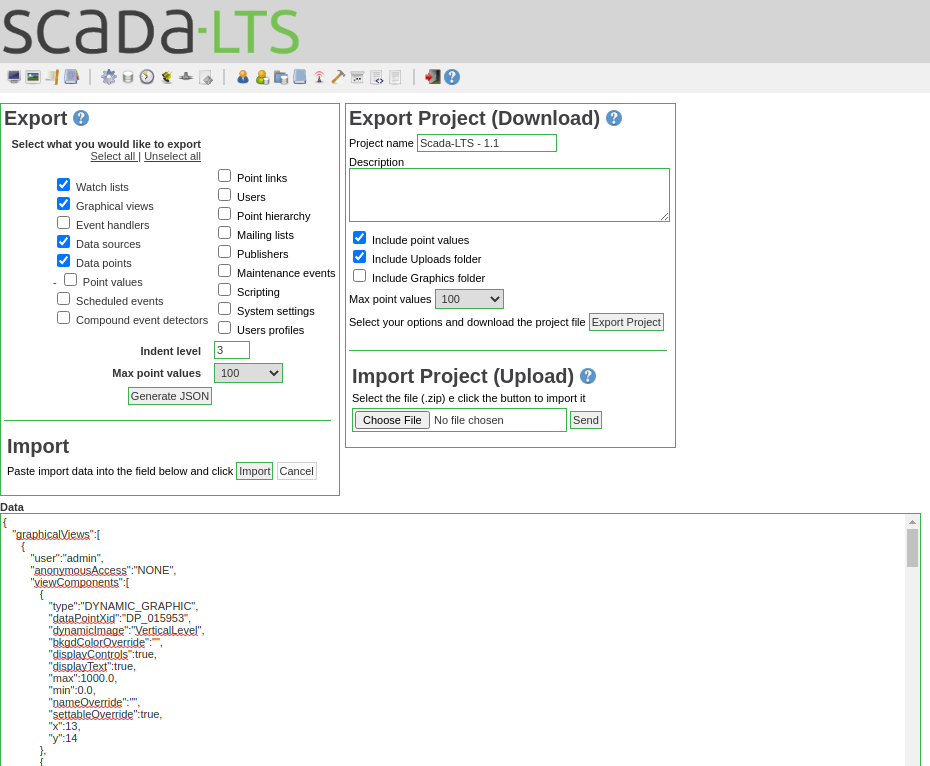 SCADA-LTS
Export
Select what you would like to export
Select all | Unselect all
Watch lists
Graphical views
Event handlers
Data sources
Data points
- Point values
Scheduled events
Compound event detectors
Point links
Users
Point hierarchy
Mailing lists
Publishers
Maintenance events
Scripting
System settings
Users profiles
Indent level 3
Max point values 100
Generate JSON
Import
Paste import data into the field below and click Import Cancel
Export Project (Download)
Project name Scada-LTS - 1.1
Description
Include point values
Include Uploads folder
Include Graphics folder
Max point values 100
Select your options and download the project file Export Project
Import Project (Upload)
Select the file (.zip) e click the button to import it
Choose File No file chosen Send
Data
{
"graphicalViews":[
{
"user":"admin",
"anonymousAccess":"NONE",
"viewComponents":[
{
"type":"DYNAMIC_GRAPHIC",
"dataPointXid":"DP_015953",
"dynamicImage":"VerticalLevel",
"bkgdColorOverride":"",
"displayControls":true,
"displayText":true,
"max":1000.0,
"min":0.0,
"nameOverride":"",
"settableOverride":true,
"x":13,
"y":14
},
{